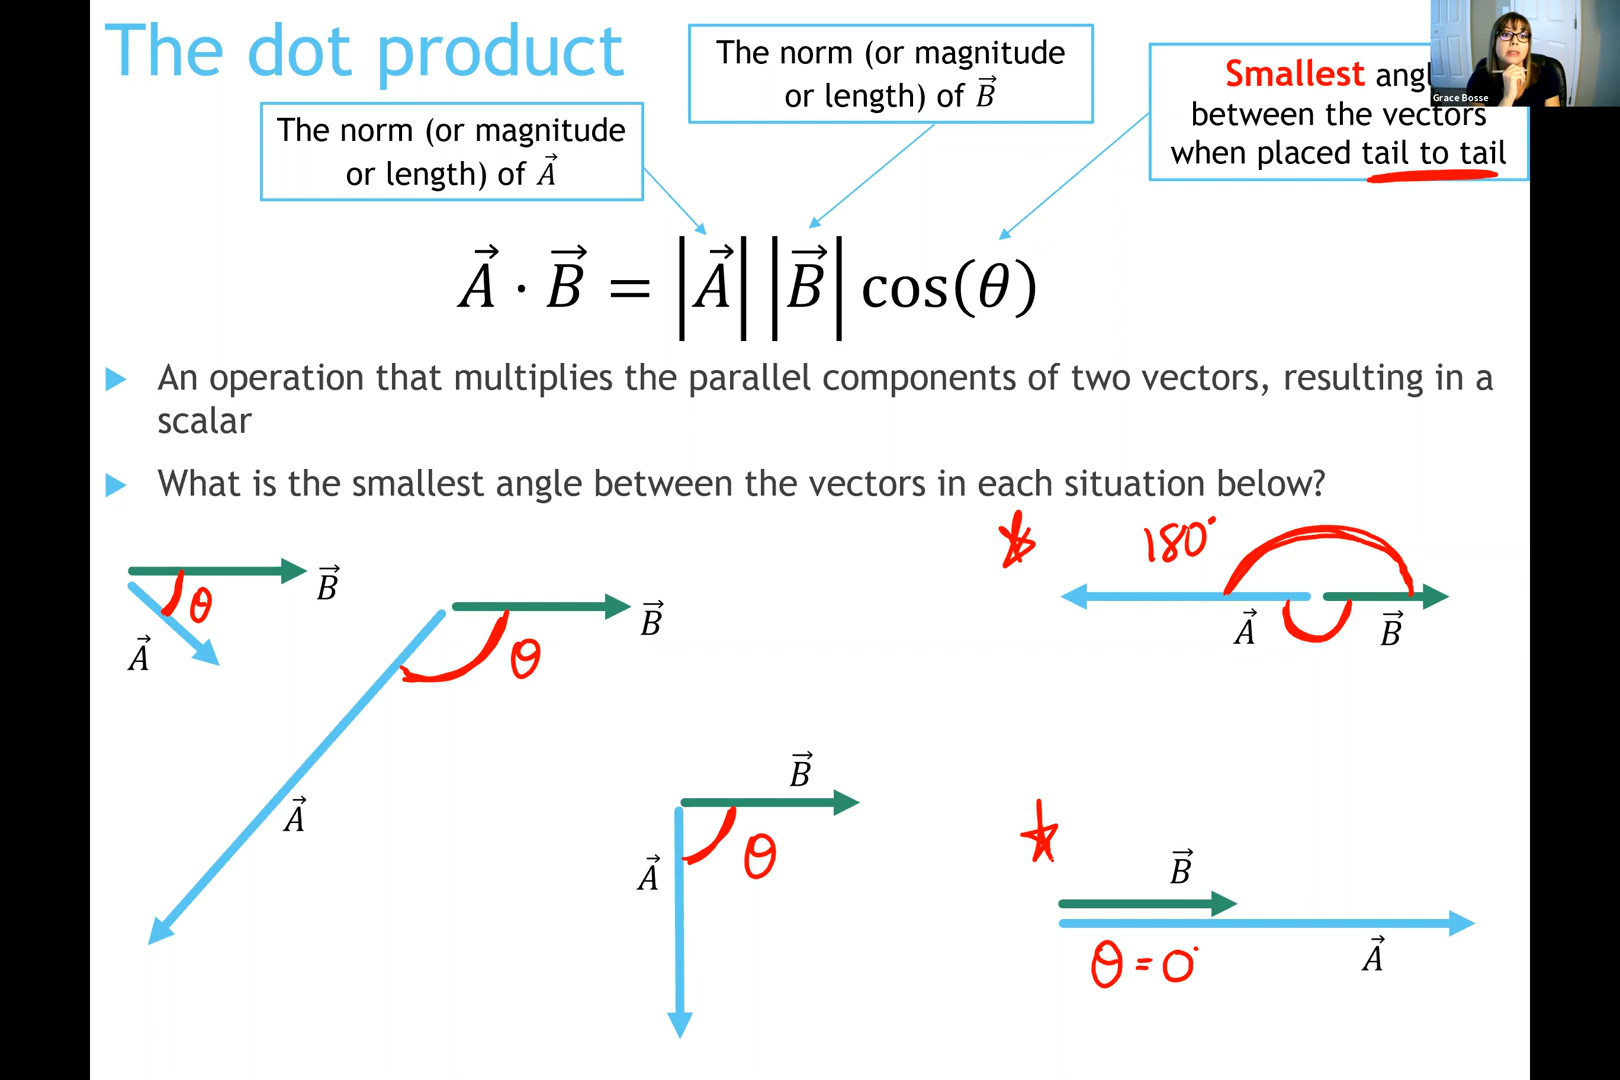 The dot product
The norm (or magnitude
or length) of A⃗
The norm (or magnitude
or length) of B⃗
Smallest ang
between the vectors
when placed tail to tail
Grace Bosse
A⃗ · B⃗ = |A⃗| |B⃗| cos(θ)
An operation that multiplies the parallel components of two vectors, resulting in a
scalar
What is the smallest angle between the vectors in each situation below?
B⃗
θ
A⃗
B⃗
θ
A⃗
B⃗
A⃗
θ
180°
A⃗
B⃗
B⃗
A⃗
θ = 0°